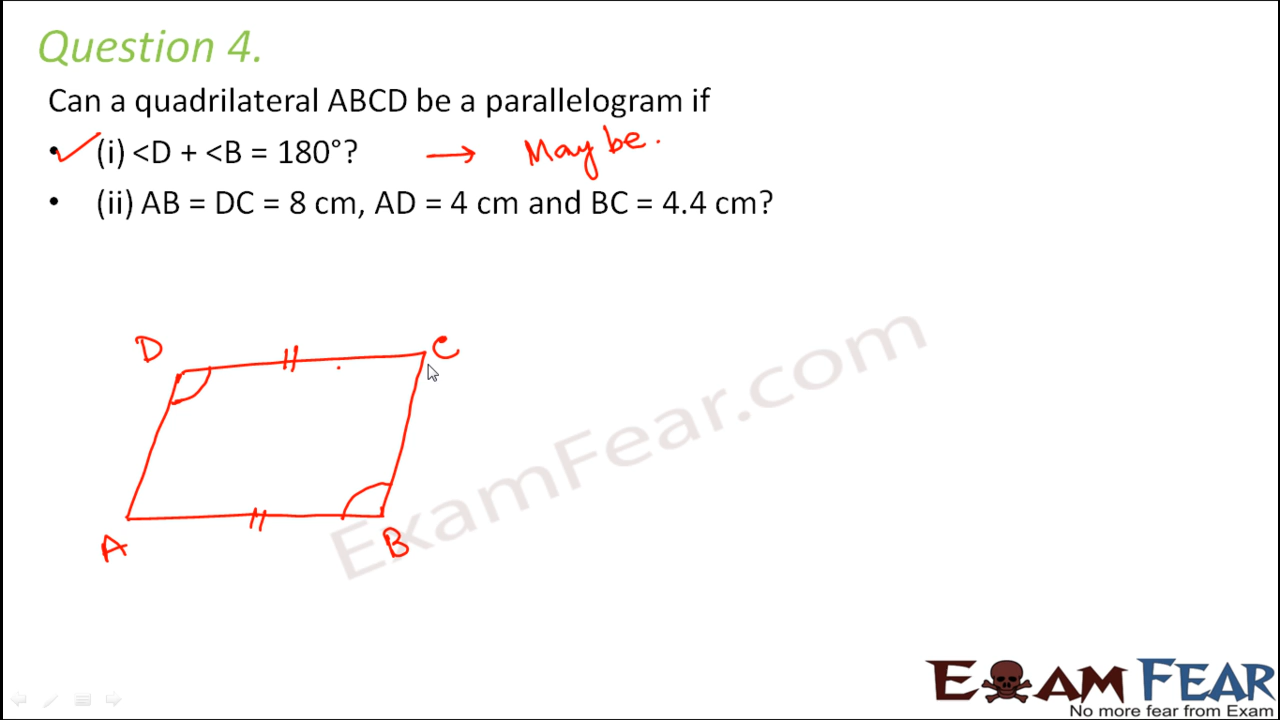 Question 4.
Can a quadrilateral ABCD be a parallelogram if
• (i) <D + <B = 180°? → May be.
• (ii) AB = DC = 8 cm, AD = 4 cm and BC = 4.4 cm?
D C
A B
ExamFear.com
EXAM FEAR
No more fear from Exam